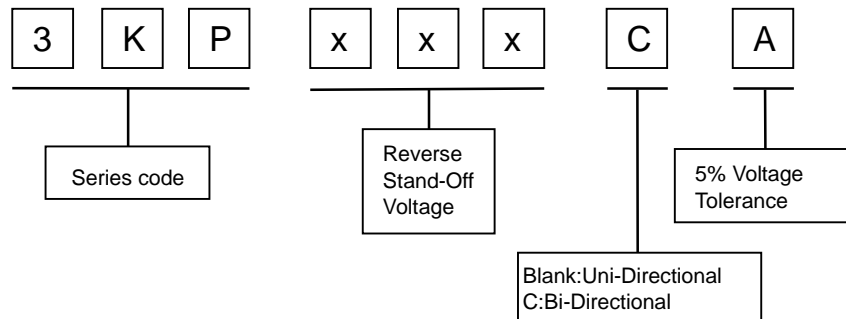 3 K P x x x C A
Series code
Reverse
Stand-Off
Voltage
5% Voltage
Tolerance
Blank:Uni-Directional
C:Bi-Directional